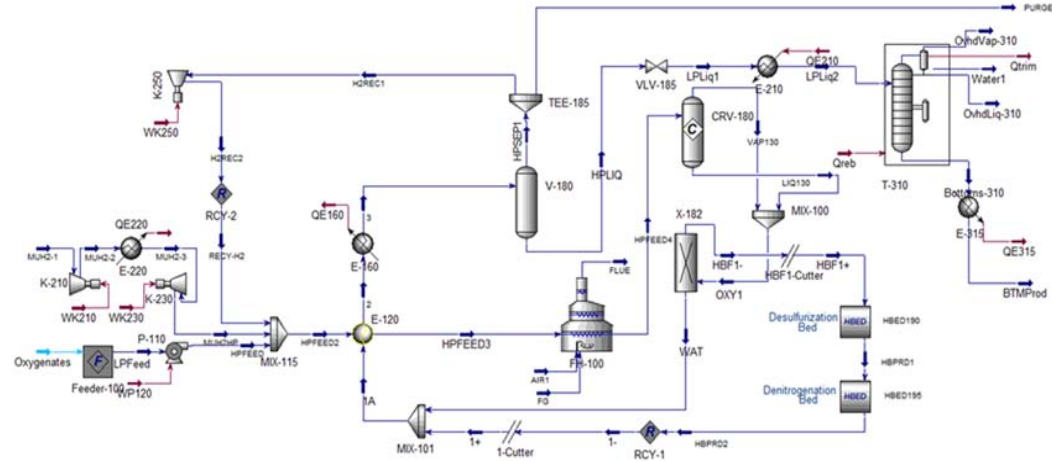 PURGE
OvhdVap-310
Qtrim
Water1
OvhdLiq-310
K-250
WK250
H2REC1
TEE-185
HPSEP1
V-180
HPLIQ
VLV-185
LPLiq1
QE210
E-210
LPLiq2
CRV-180
C
VAP130
LIQ130
Qreb
T-310
Bottoms-310
E-315
QE315
BTMProd
H2REC2
R
RCY-2
RECY-H2
QE160
3
E-160
2
E-120
QE220
MUH2-1
MUH2-2
E-220
MUH2-3
K-210
K-230
WK210
WK230
MUH2HP
MIX-115
HPFEED2
HPFEED3
HPFEED4
Oxygenates
F
Feeder-100
LPFeed
P-110
HPFEED
WP120
FLUE
FH-100
AIR1
FG
MIX-100
X-182
HBF1-
HBF1-Cutter
HBF1+
OXY1
WAT
Desulfurization
Bed
HBED
HBED190
HBPRD1
Denitrogenation
Bed
HBED
HBED195
1A
MIX-101
1+
1-Cutter
1-
R
RCY-1
HBPRD2